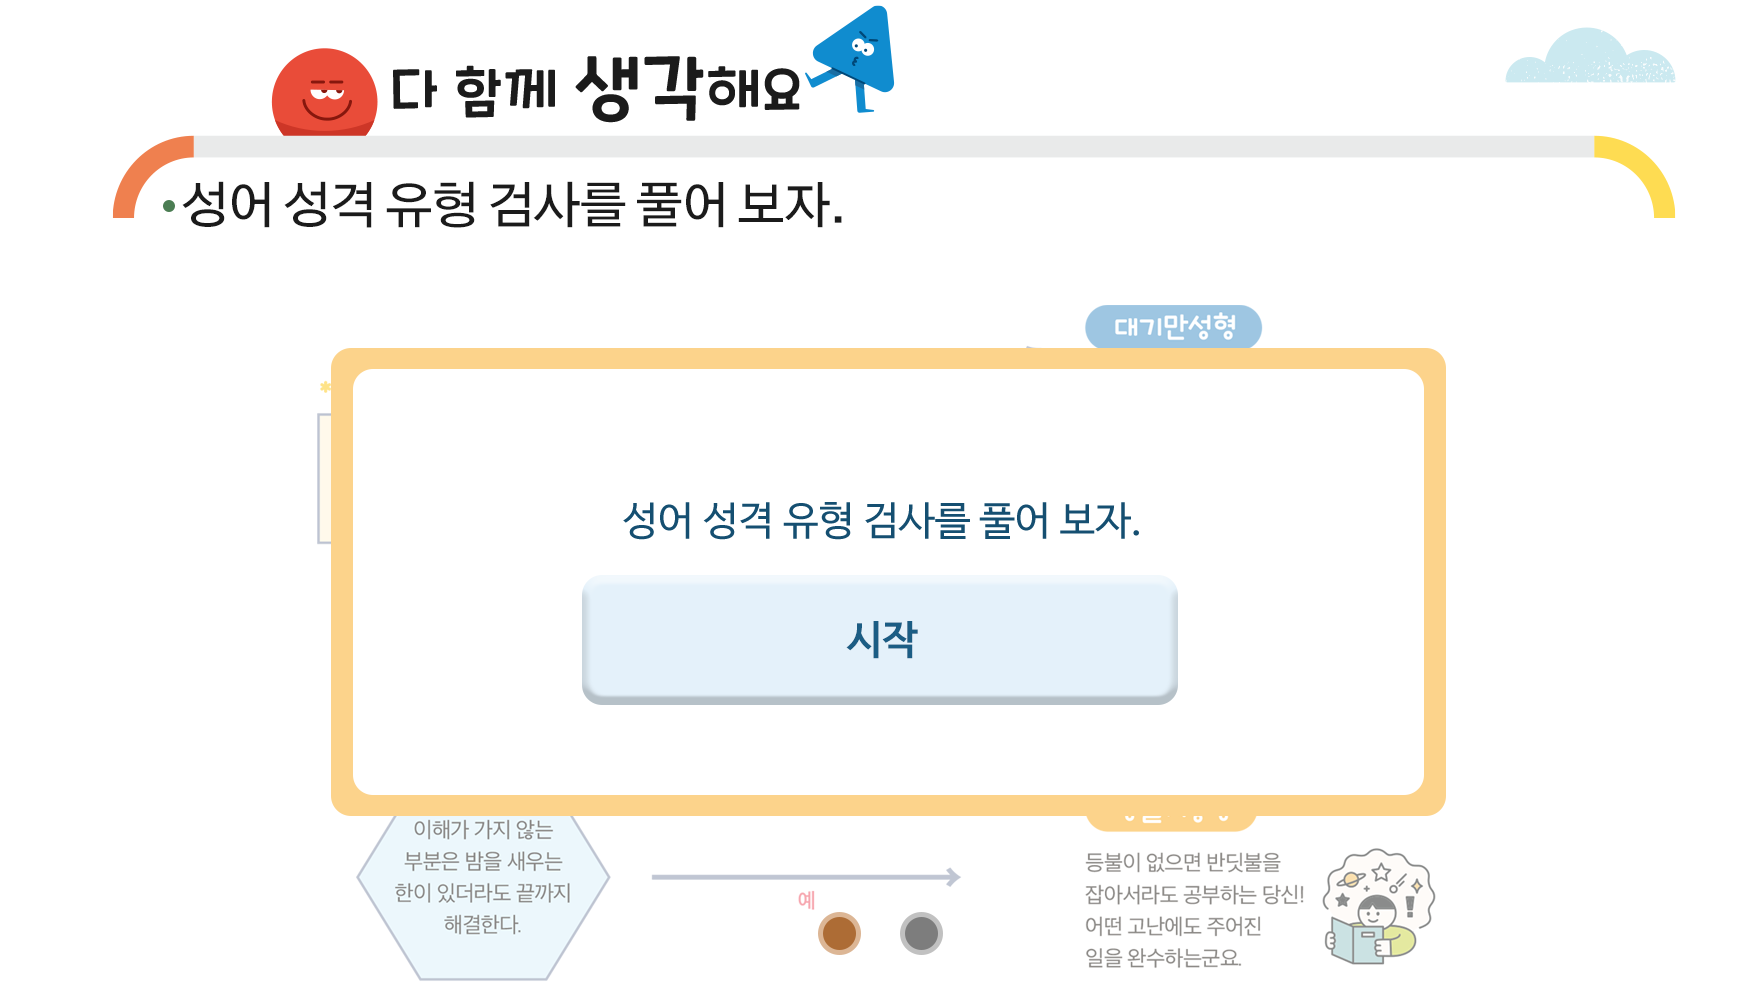 다 함께 생각해요
• 성어 성격 유형 검사를 풀어 보자.
대기만성형
성어 성격 유형 검사를 풀어 보자.
시작
이해가 가지 않는
부분은 밤을 새우는
한이 있더라도 끝까지
해결한다.
예
등불이 없으면 반딧불을
잡아서라도 공부하는 당신!
어떤 고난에도 주어진
일을 완수하는군요.